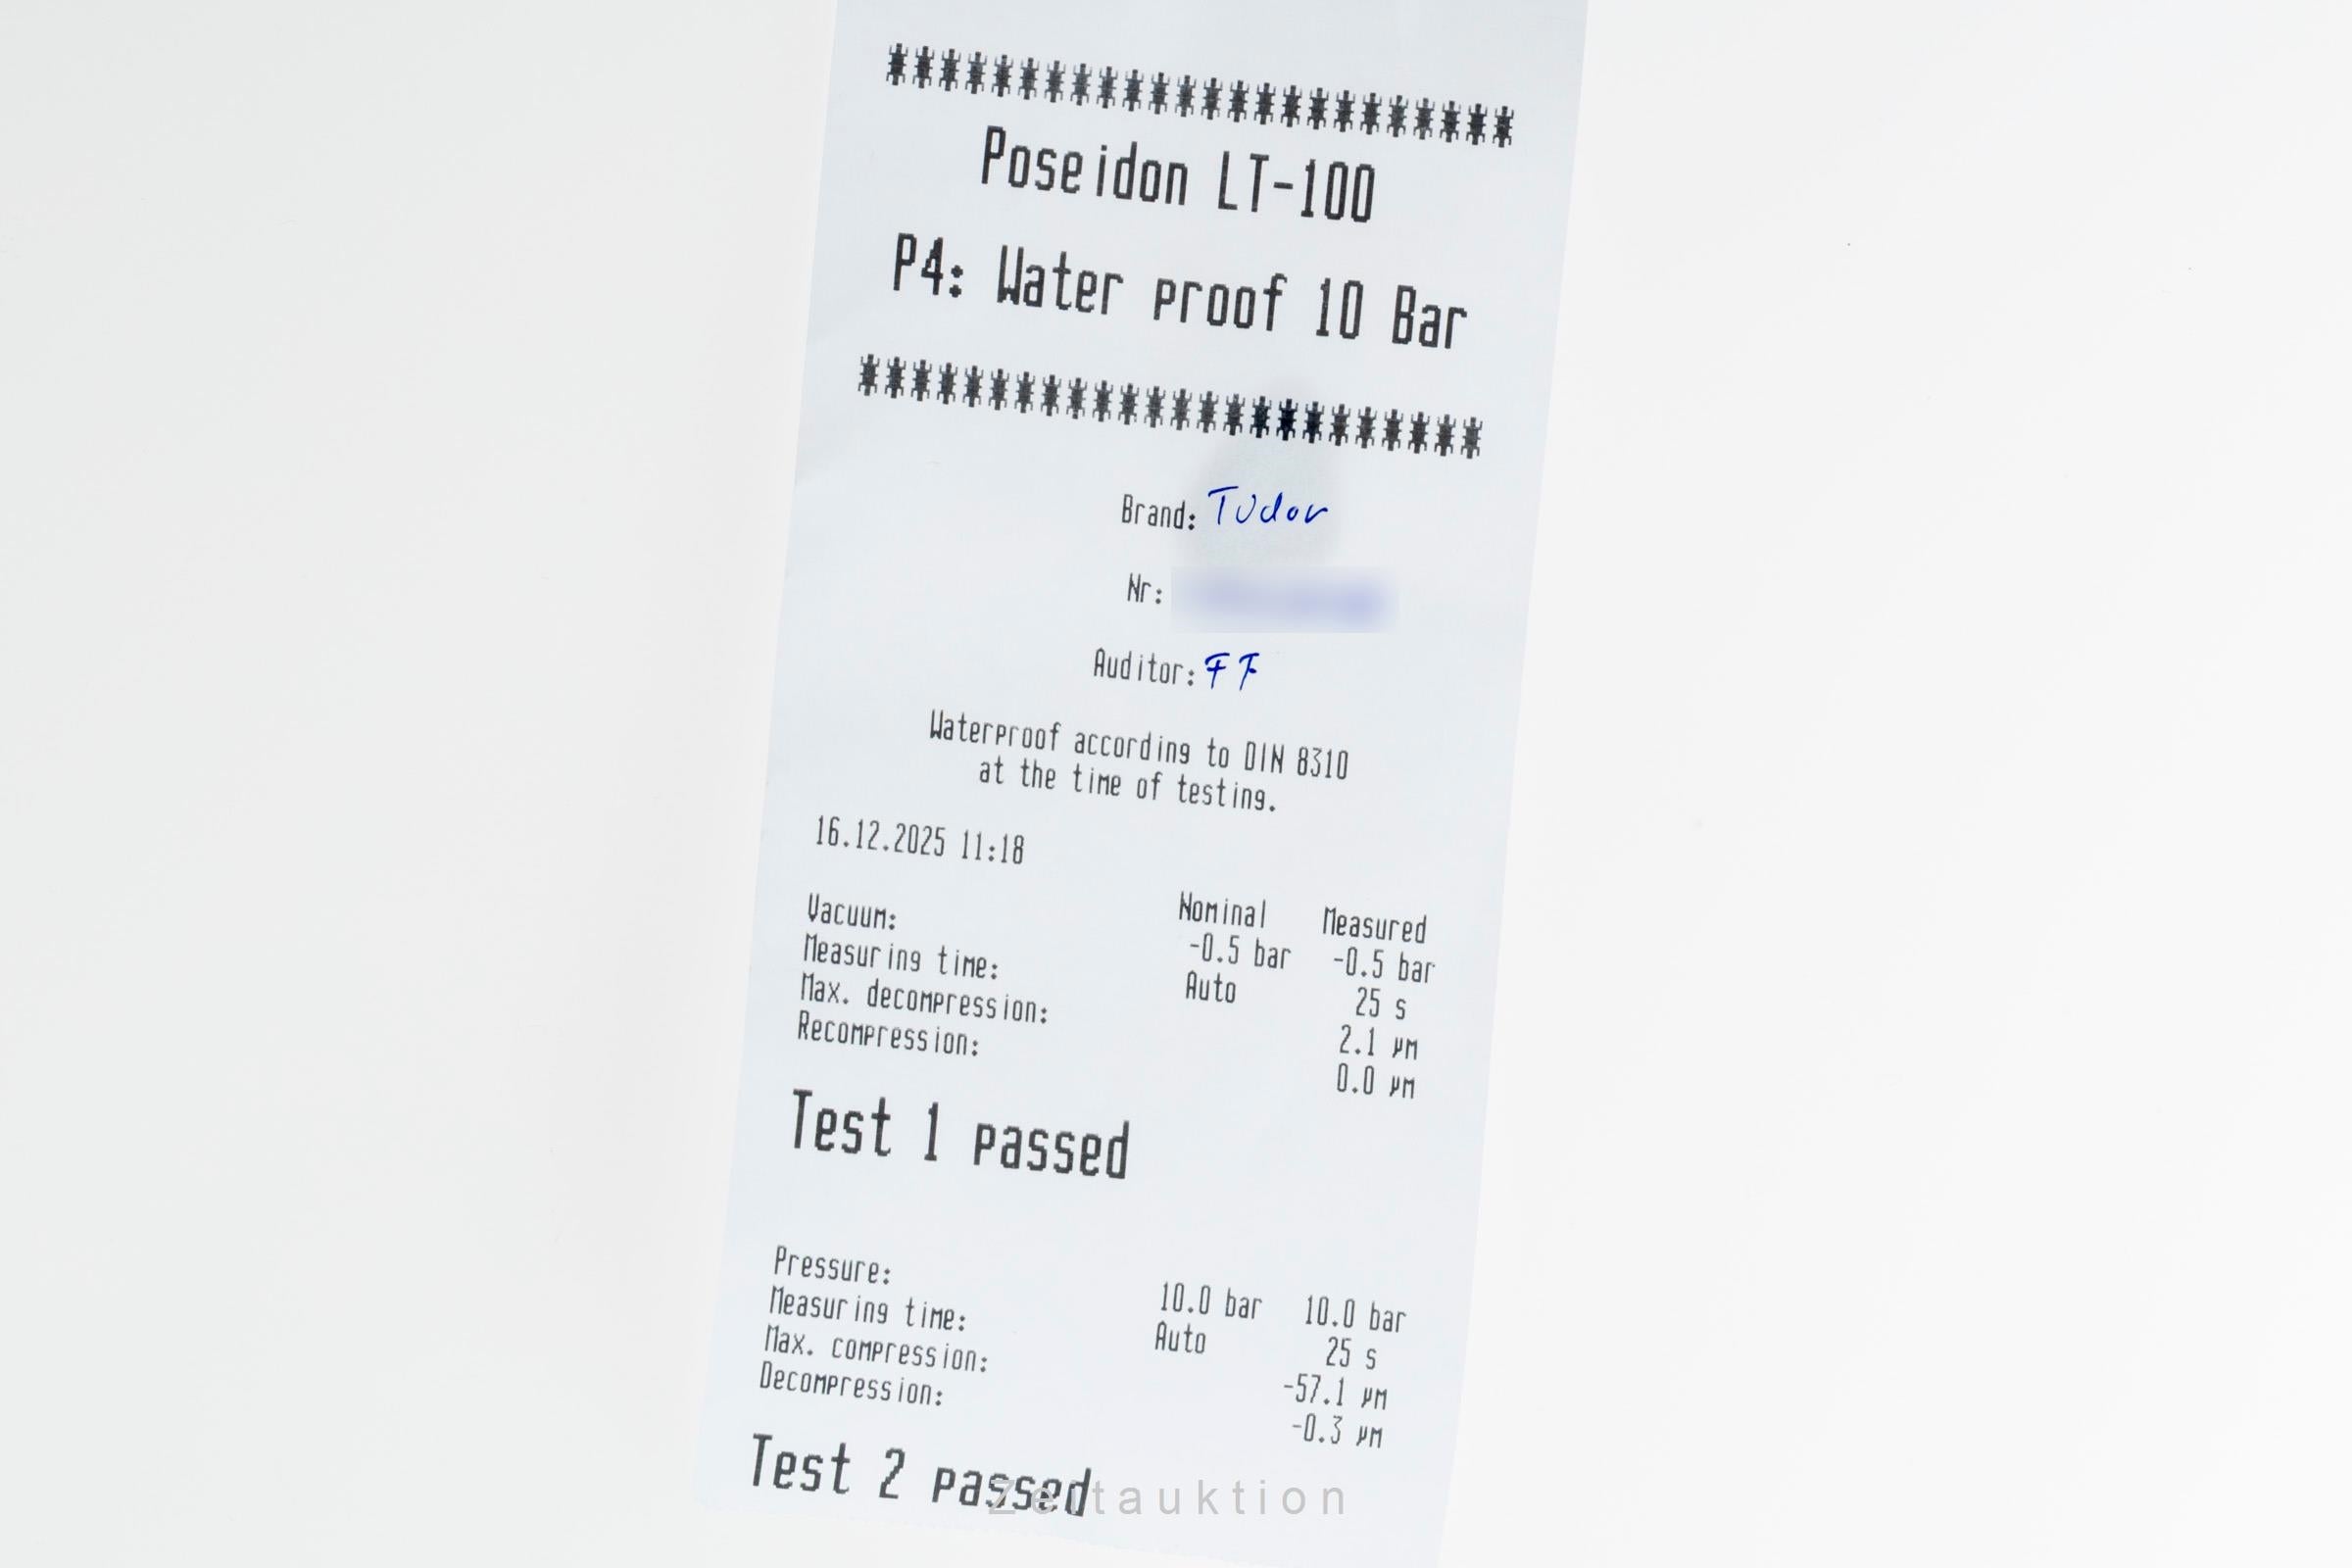 ************************
Poseidon LT-100
P4: Water proof 10 Bar
************************
Brand: Tudor
Nr:
Auditor: FF
Waterproof according to DIN 8310
at the time of testing.
16.12.2025 11:18
Nominal Measured
Vacuum: -0.5 bar -0.5 bar
Measuring time: Auto 25 s
Max. decompression: 2.1 µm
Recompression: 0.0 µm
Test 1 passed
Pressure: 10.0 bar 10.0 bar
Measuring time: Auto 25 s
Max. compression: -57.1 µm
Decompression: -0.3 µm
Test 2 passed
Zeitauktion